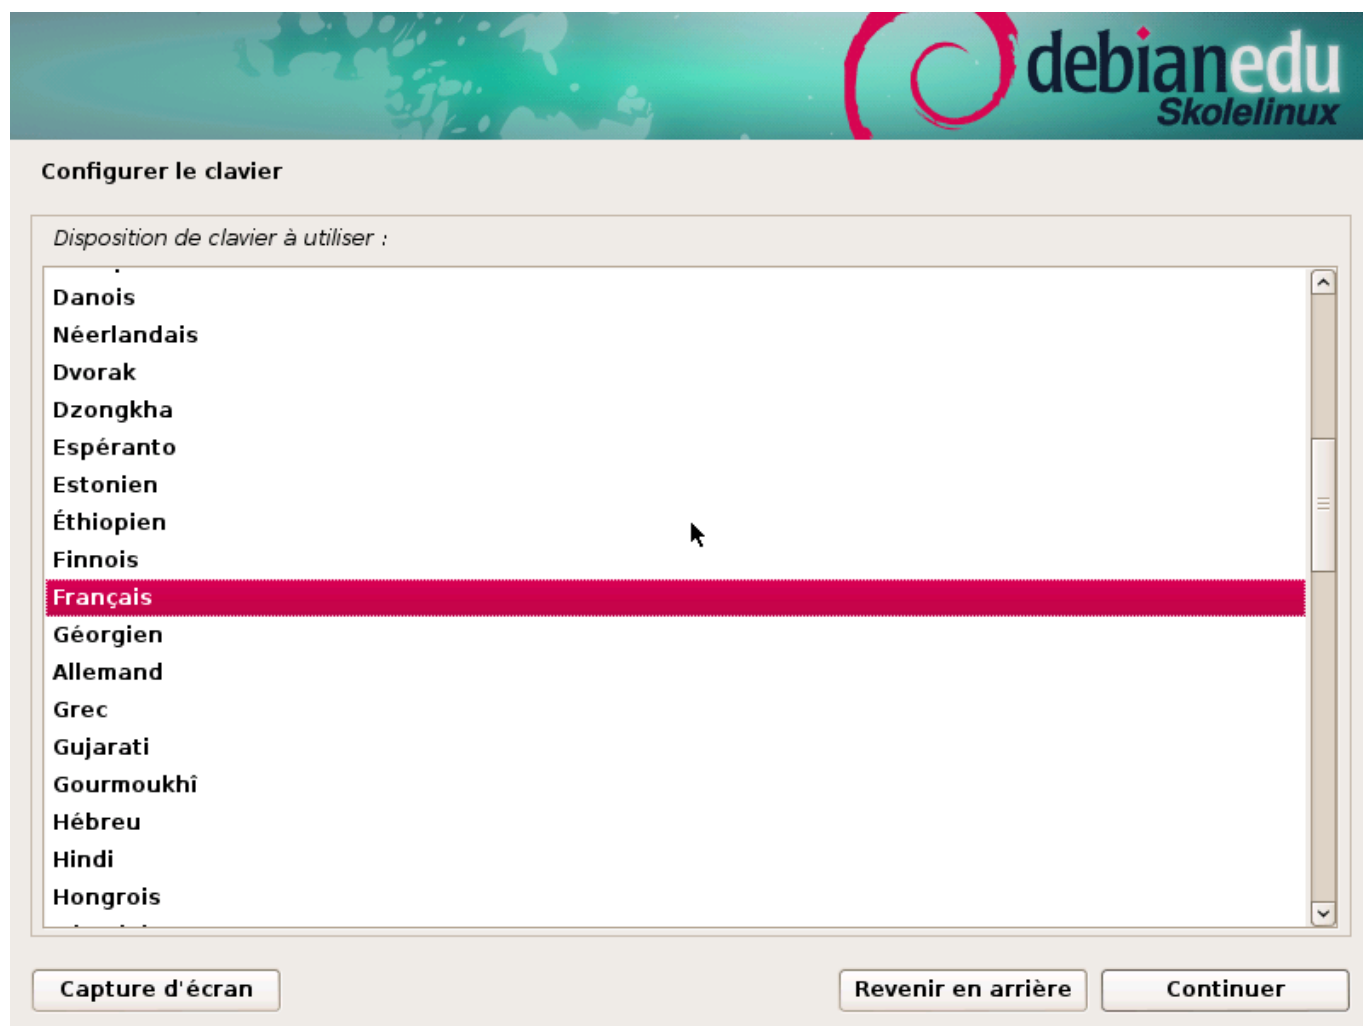 debianedu
Skolelinux
Configurer le clavier
Disposition de clavier à utiliser :
Danois
Néerlandais
Dvorak
Dzongkha
Espéranto
Estonien
Éthiopien
Finnois
Français
Géorgien
Allemand
Grec
Gujarati
Gourmoukhî
Hébreu
Hindi
Hongrois
Capture d'écran
Revenir en arrière
Continuer